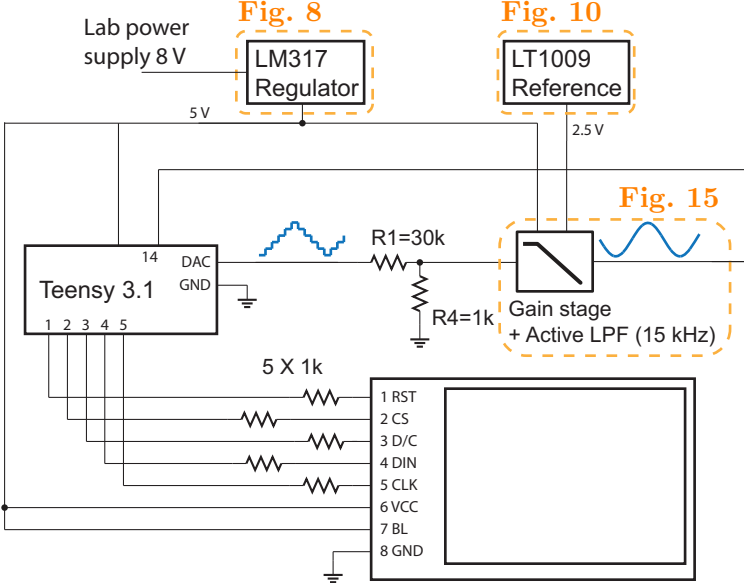 Fig. 8
Fig. 10
Lab power
supply 8 V
LM317
Regulator
LT1009
Reference
5 V
2.5 V
Fig. 15
14
DAC
GND
Teensy 3.1
1 2 3 4 5
R1=30k
R4=1k
Gain stage
+ Active LPF (15 kHz)
5 X 1k
1 RST
2 CS
3 D/C
4 DIN
5 CLK
6 VCC
7 BL
8 GND